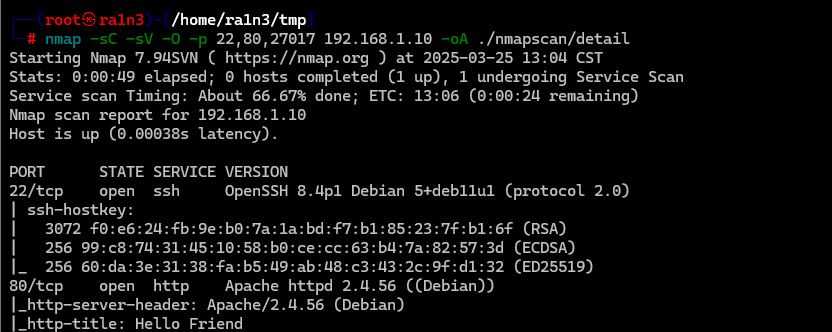 ┌──(root㉿ra1n3)-[/home/ra1n3/tmp]
└─# nmap -sC -sV -O -p 22,80,27017 192.168.1.10 -oA ./nmapscan/detail
Starting Nmap 7.94SVN ( https://nmap.org ) at 2025-03-25 13:04 CST
Stats: 0:00:49 elapsed; 0 hosts completed (1 up), 1 undergoing Service Scan
Service scan Timing: About 66.67% done; ETC: 13:06 (0:00:24 remaining)
Nmap scan report for 192.168.1.10
Host is up (0.00038s latency).

PORT      STATE SERVICE VERSION
22/tcp    open  ssh     OpenSSH 8.4p1 Debian 5+deb11u1 (protocol 2.0)
| ssh-hostkey:
|   3072 f0:e6:24:fb:9e:b0:7a:1a:bd:f7:b1:85:23:7f:b1:6f (RSA)
|   256 99:c8:74:31:45:10:58:b0:ce:cc:63:b4:7a:82:57:3d (ECDSA)
|_  256 60:da:3e:31:38:fa:b5:49:ab:48:c3:43:2c:9f:d1:32 (ED25519)
80/tcp    open  http    Apache httpd 2.4.56 ((Debian))
|_http-server-header: Apache/2.4.56 (Debian)
|_http-title: Hello Friend